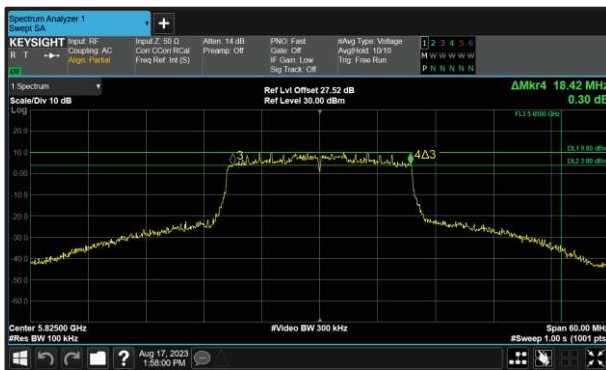 Spectrum Analyzer 1
Swept SA
KEYSIGHT
R T
Input: RF
Coupling: AC
Align: Partial
Input Z: 50 Ω
Corr CCorr RCal
Freq Ref: Int (S)
Atten: 14 dB
Preamp: Off
PNO: Fast
Gate: Off
IF Gain: Low
Sig Track: Off
#Avg Type: Voltage
Avg|Hold: 10/10
Trig: Free Run
1 2 3 4 5 6
M W W W W W
P N N N N N
1 Spectrum
Scale/Div 10 dB
Log
Ref Lvl Offset 27.52 dB
Ref Level 30.00 dBm
ΔMkr4 18.42 MHz
0.30 dB
20.0
10.0
0.00
-10.0
-20.0
-30.0
-40.0
-50.0
-60.0
3
4Δ3
Center 5.82500 GHz
#Res BW 100 kHz
#Video BW 300 kHz
Span 60.00 MHz
#Sweep 1.00 s (1001 pts)
Aug 17, 2023
1:58:00 PM